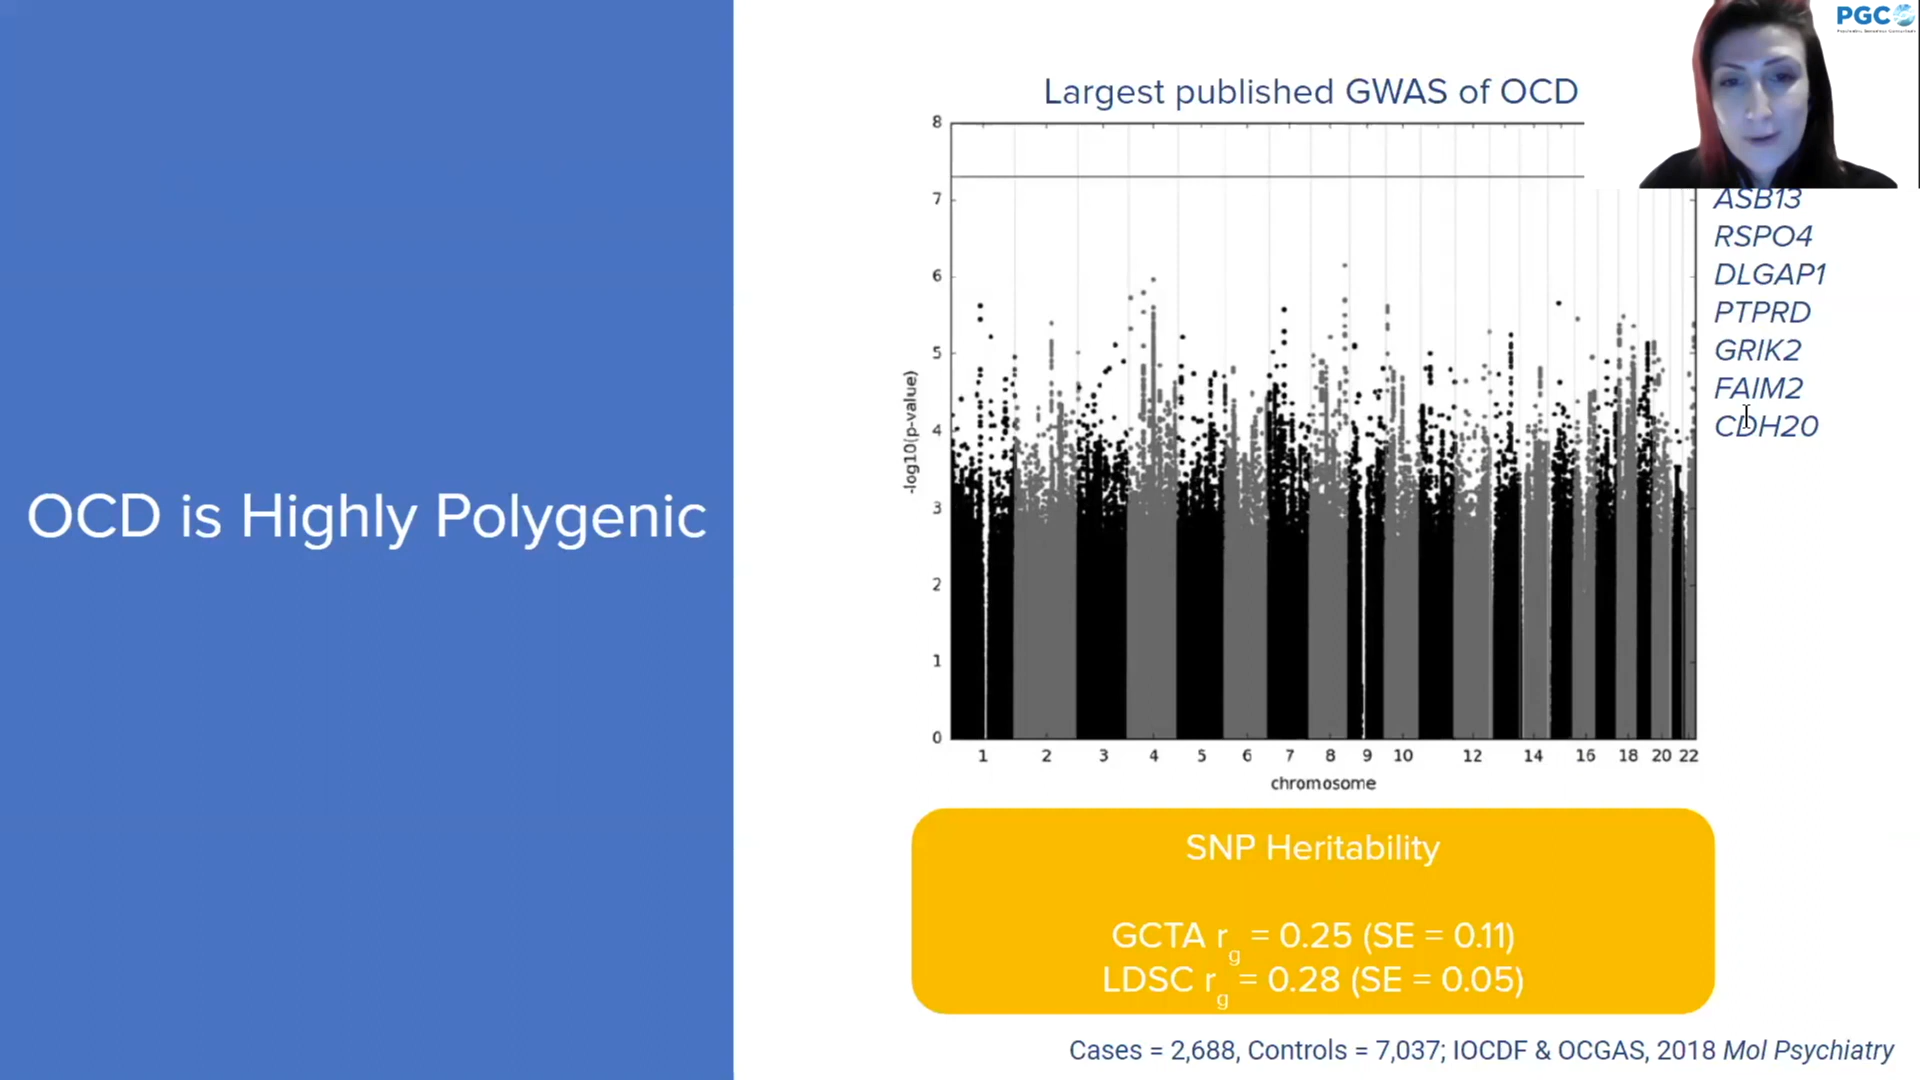 PGC
Largest published GWAS of OCD
OCD is Highly Polygenic
8
7
6
5
4
3
2
1
0
-log10(p-value)
1 2 3 4 5 6 7 8 9 10 12 14 16 18 20 22
chromosome
ASB13
RSPO4
DLGAP1
PTPRD
GRIK2
FAIM2
CDH20
SNP Heritability
GCTA rg = 0.25 (SE = 0.11)
LDSC rg = 0.28 (SE = 0.05)
Cases = 2,688, Controls = 7,037; IOCDF & OCGAS, 2018 Mol Psychiatry